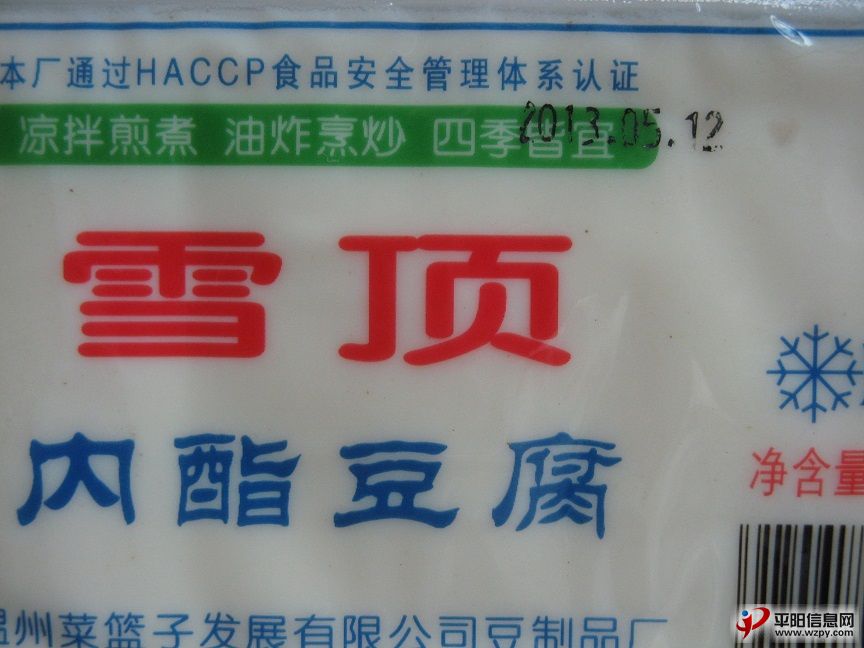 本厂通过HACCP食品安全管理体系认证
凉拌煎煮 油炸烹炒 四季皆宜
2013.05.12
雪顶
内酯豆腐
净含量
温州菜篮子发展有限公司豆制品厂
平阳信息网
www.wzpy.com